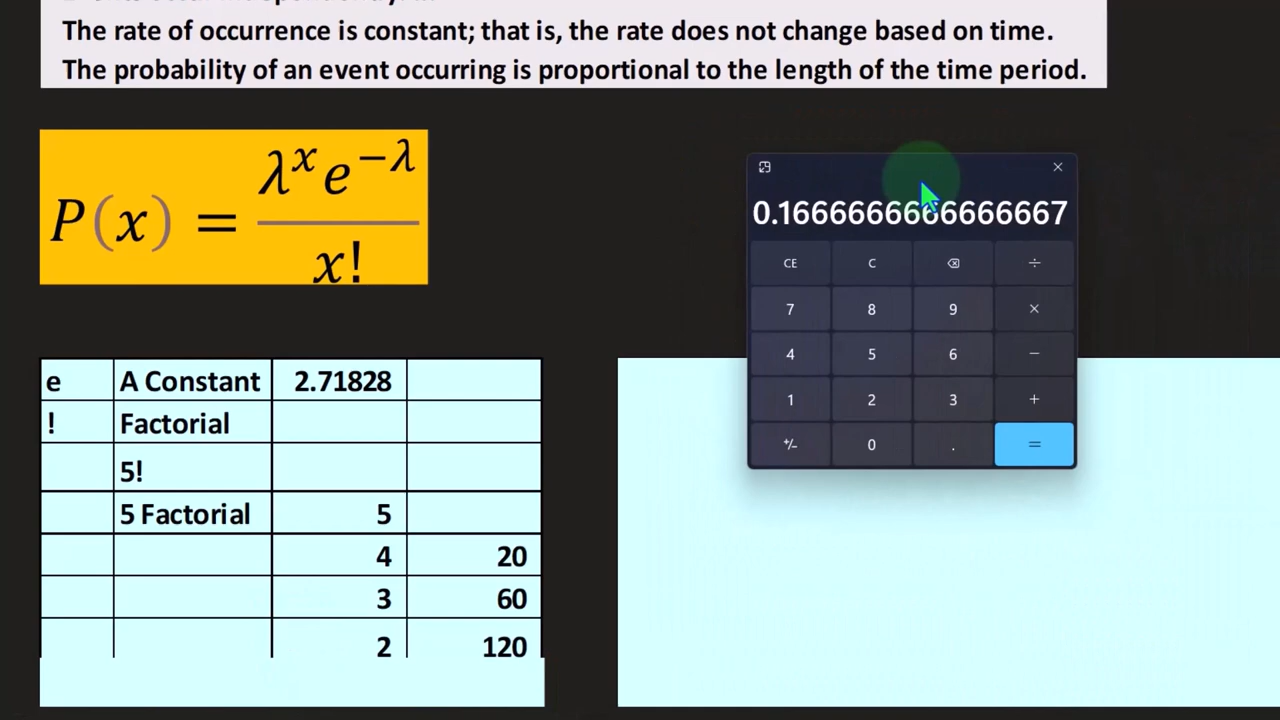 The rate of occurrence is constant; that is, the rate does not change based on time.
The probability of an event occurring is proportional to the length of the time period.
P(x) = λˣe⁻λ / x!
0.1666666666666667
CE C ⌫ ÷
7 8 9 ×
4 5 6 −
1 2 3 +
+/− 0 . =
e A Constant 2.71828
! Factorial
5!
5 Factorial 5
4 20
3 60
2 120